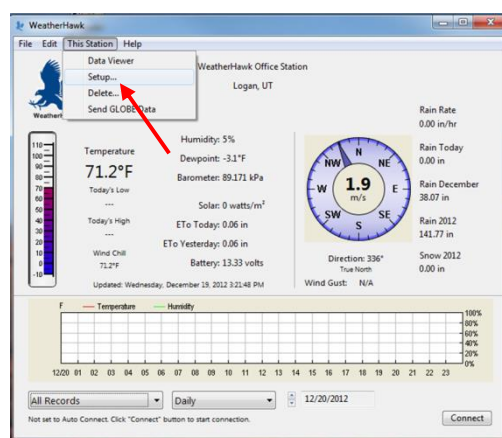 WeatherHawk
File Edit This Station Help
Data Viewer
Setup...
Delete...
Send GLOBE Data
WeatherHawk Office Station
Logan, UT
Rain Rate
0.00 in/hr
Rain Today
0.00 in
Rain December
38.07 in
Rain 2012
141.77 in
Snow 2012
0.00 in
110
100
90
80
70
60
50
40
30
20
10
0
-10
Temperature
71.2°F
Today's Low
---
Today's High
---
Wind Chill
71.2°F
Humidity: 5%
Dewpoint: -3.1°F
Barometer: 89.171 kPa
Solar: 0 watts/m²
ETo Today: 0.06 in
ETo Yesterday: 0.06 in
Battery: 13.33 volts
Updated: Wednesday, December 19, 2012 3:21:48 PM
N
NW NE
W 1.9 E
m/s
SW SE
S
Direction: 336°
True North
Wind Gust: N/A
F Temperature Humidity
100%
80%
60%
40%
20%
0%
12/20 01 02 03 04 05 06 07 08 09 10 11 12 13 14 15 16 17 18 19 20 21 22 23
All Records Daily 12/20/2012
Not set to Auto Connect. Click "Connect" button to start connection.
Connect